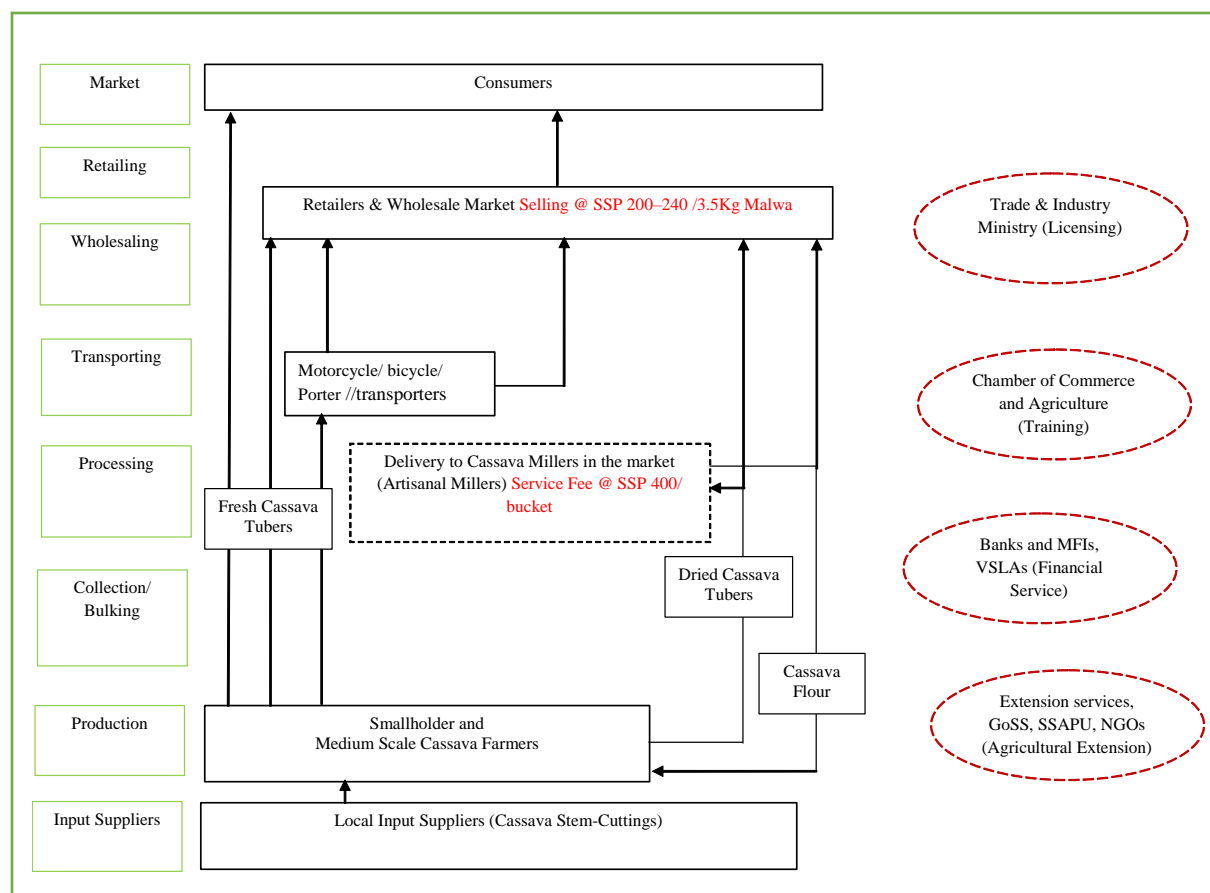 Market
Consumers
Retailing
Retailers & Wholesale Market Selling @ SSP 200–240 /3.5Kg Malwa
Trade & Industry
Ministry (Licensing)
Wholesaling
Transporting
Motorcycle/ bicycle/
Porter //transporters
Chamber of Commerce
and Agriculture
(Training)
Processing
Delivery to Cassava Millers in the market
(Artisanal Millers) Service Fee @ SSP 400/
bucket
Fresh Cassava
Tubers
Banks and MFIs,
VSLAs (Financial
Service)
Collection/
Bulking
Dried Cassava
Tubers
Cassava
Flour
Production
Smallholder and
Medium Scale Cassava Farmers
Extension services,
GoSS, SSAPU, NGOs
(Agricultural Extension)
Input Suppliers
Local Input Suppliers (Cassava Stem-Cuttings)